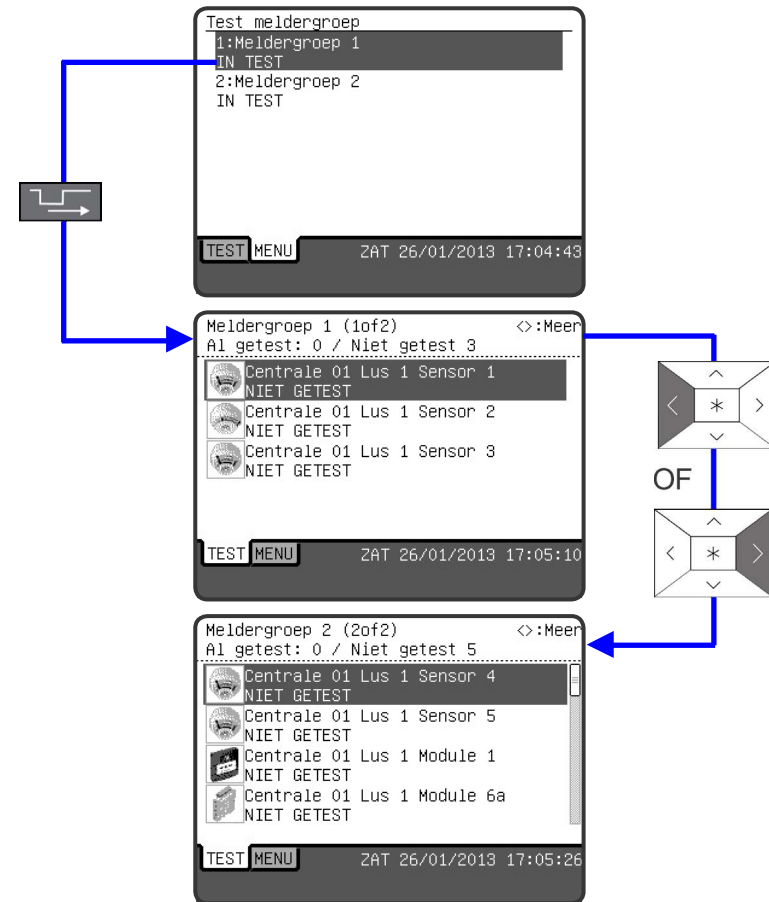 Test meldergroep
1:Meldergroep 1
IN TEST
2:Meldergroep 2
IN TEST
TEST MENU ZAT 26/01/2013 17:04:43
Meldergroep 1 (1of2) <>:Meer
Al getest: 0 / Niet getest 3
Centrale 01 Lus 1 Sensor 1
NIET GETEST
Centrale 01 Lus 1 Sensor 2
NIET GETEST
Centrale 01 Lus 1 Sensor 3
NIET GETEST
TEST MENU ZAT 26/01/2013 17:05:10
OF
Meldergroep 2 (2of2) <>:Meer
Al getest: 0 / Niet getest 5
Centrale 01 Lus 1 Sensor 4
NIET GETEST
Centrale 01 Lus 1 Sensor 5
NIET GETEST
Centrale 01 Lus 1 Module 1
NIET GETEST
Centrale 01 Lus 1 Module 6a
NIET GETEST
TEST MENU ZAT 26/01/2013 17:05:26